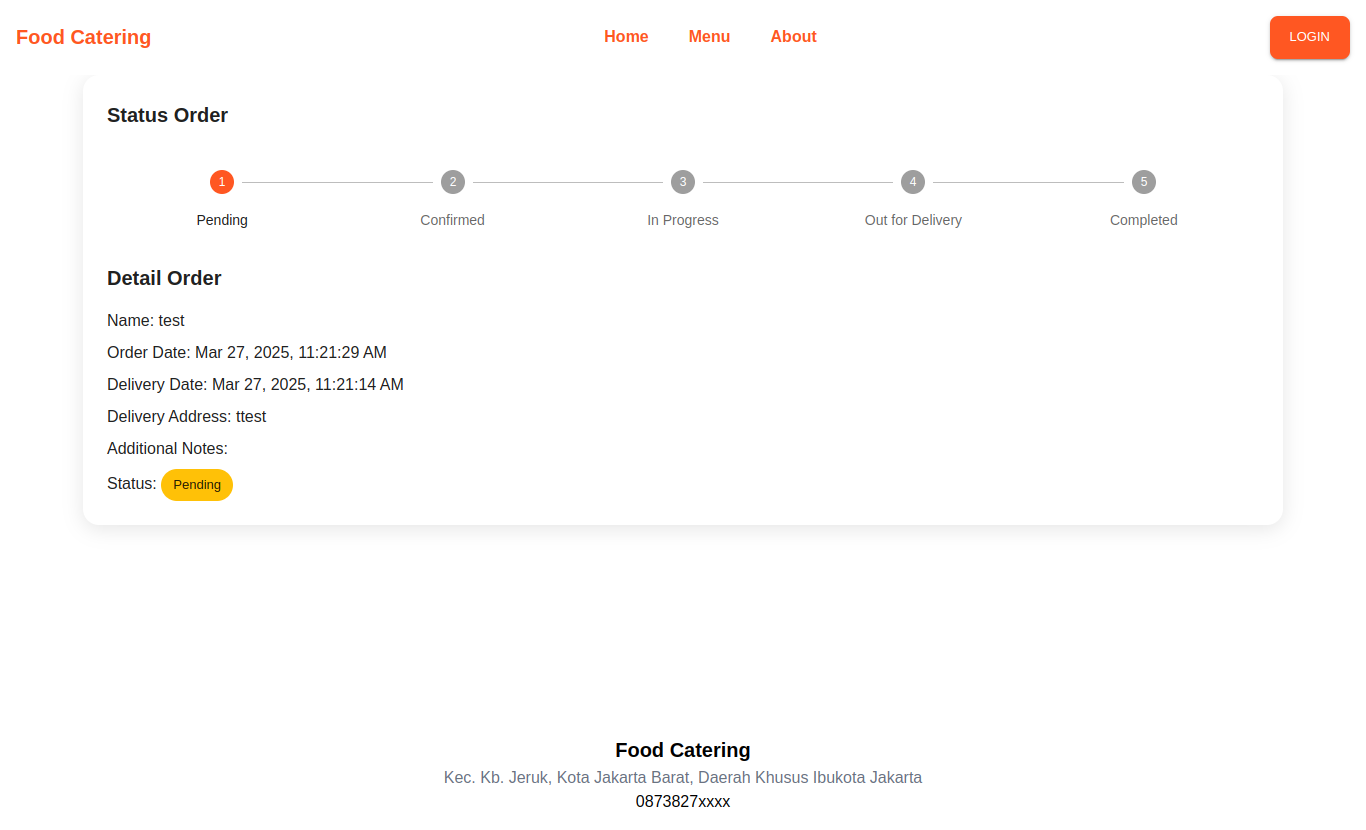 Food Catering
Home Menu About
LOGIN
Status Order
1 2 3 4 5
Pending Confirmed In Progress Out for Delivery Completed
Detail Order
Name: test
Order Date: Mar 27, 2025, 11:21:29 AM
Delivery Date: Mar 27, 2025, 11:21:14 AM
Delivery Address: ttest
Additional Notes:
Status: Pending
Food Catering
Kec. Kb. Jeruk, Kota Jakarta Barat, Daerah Khusus Ibukota Jakarta
0873827xxxx